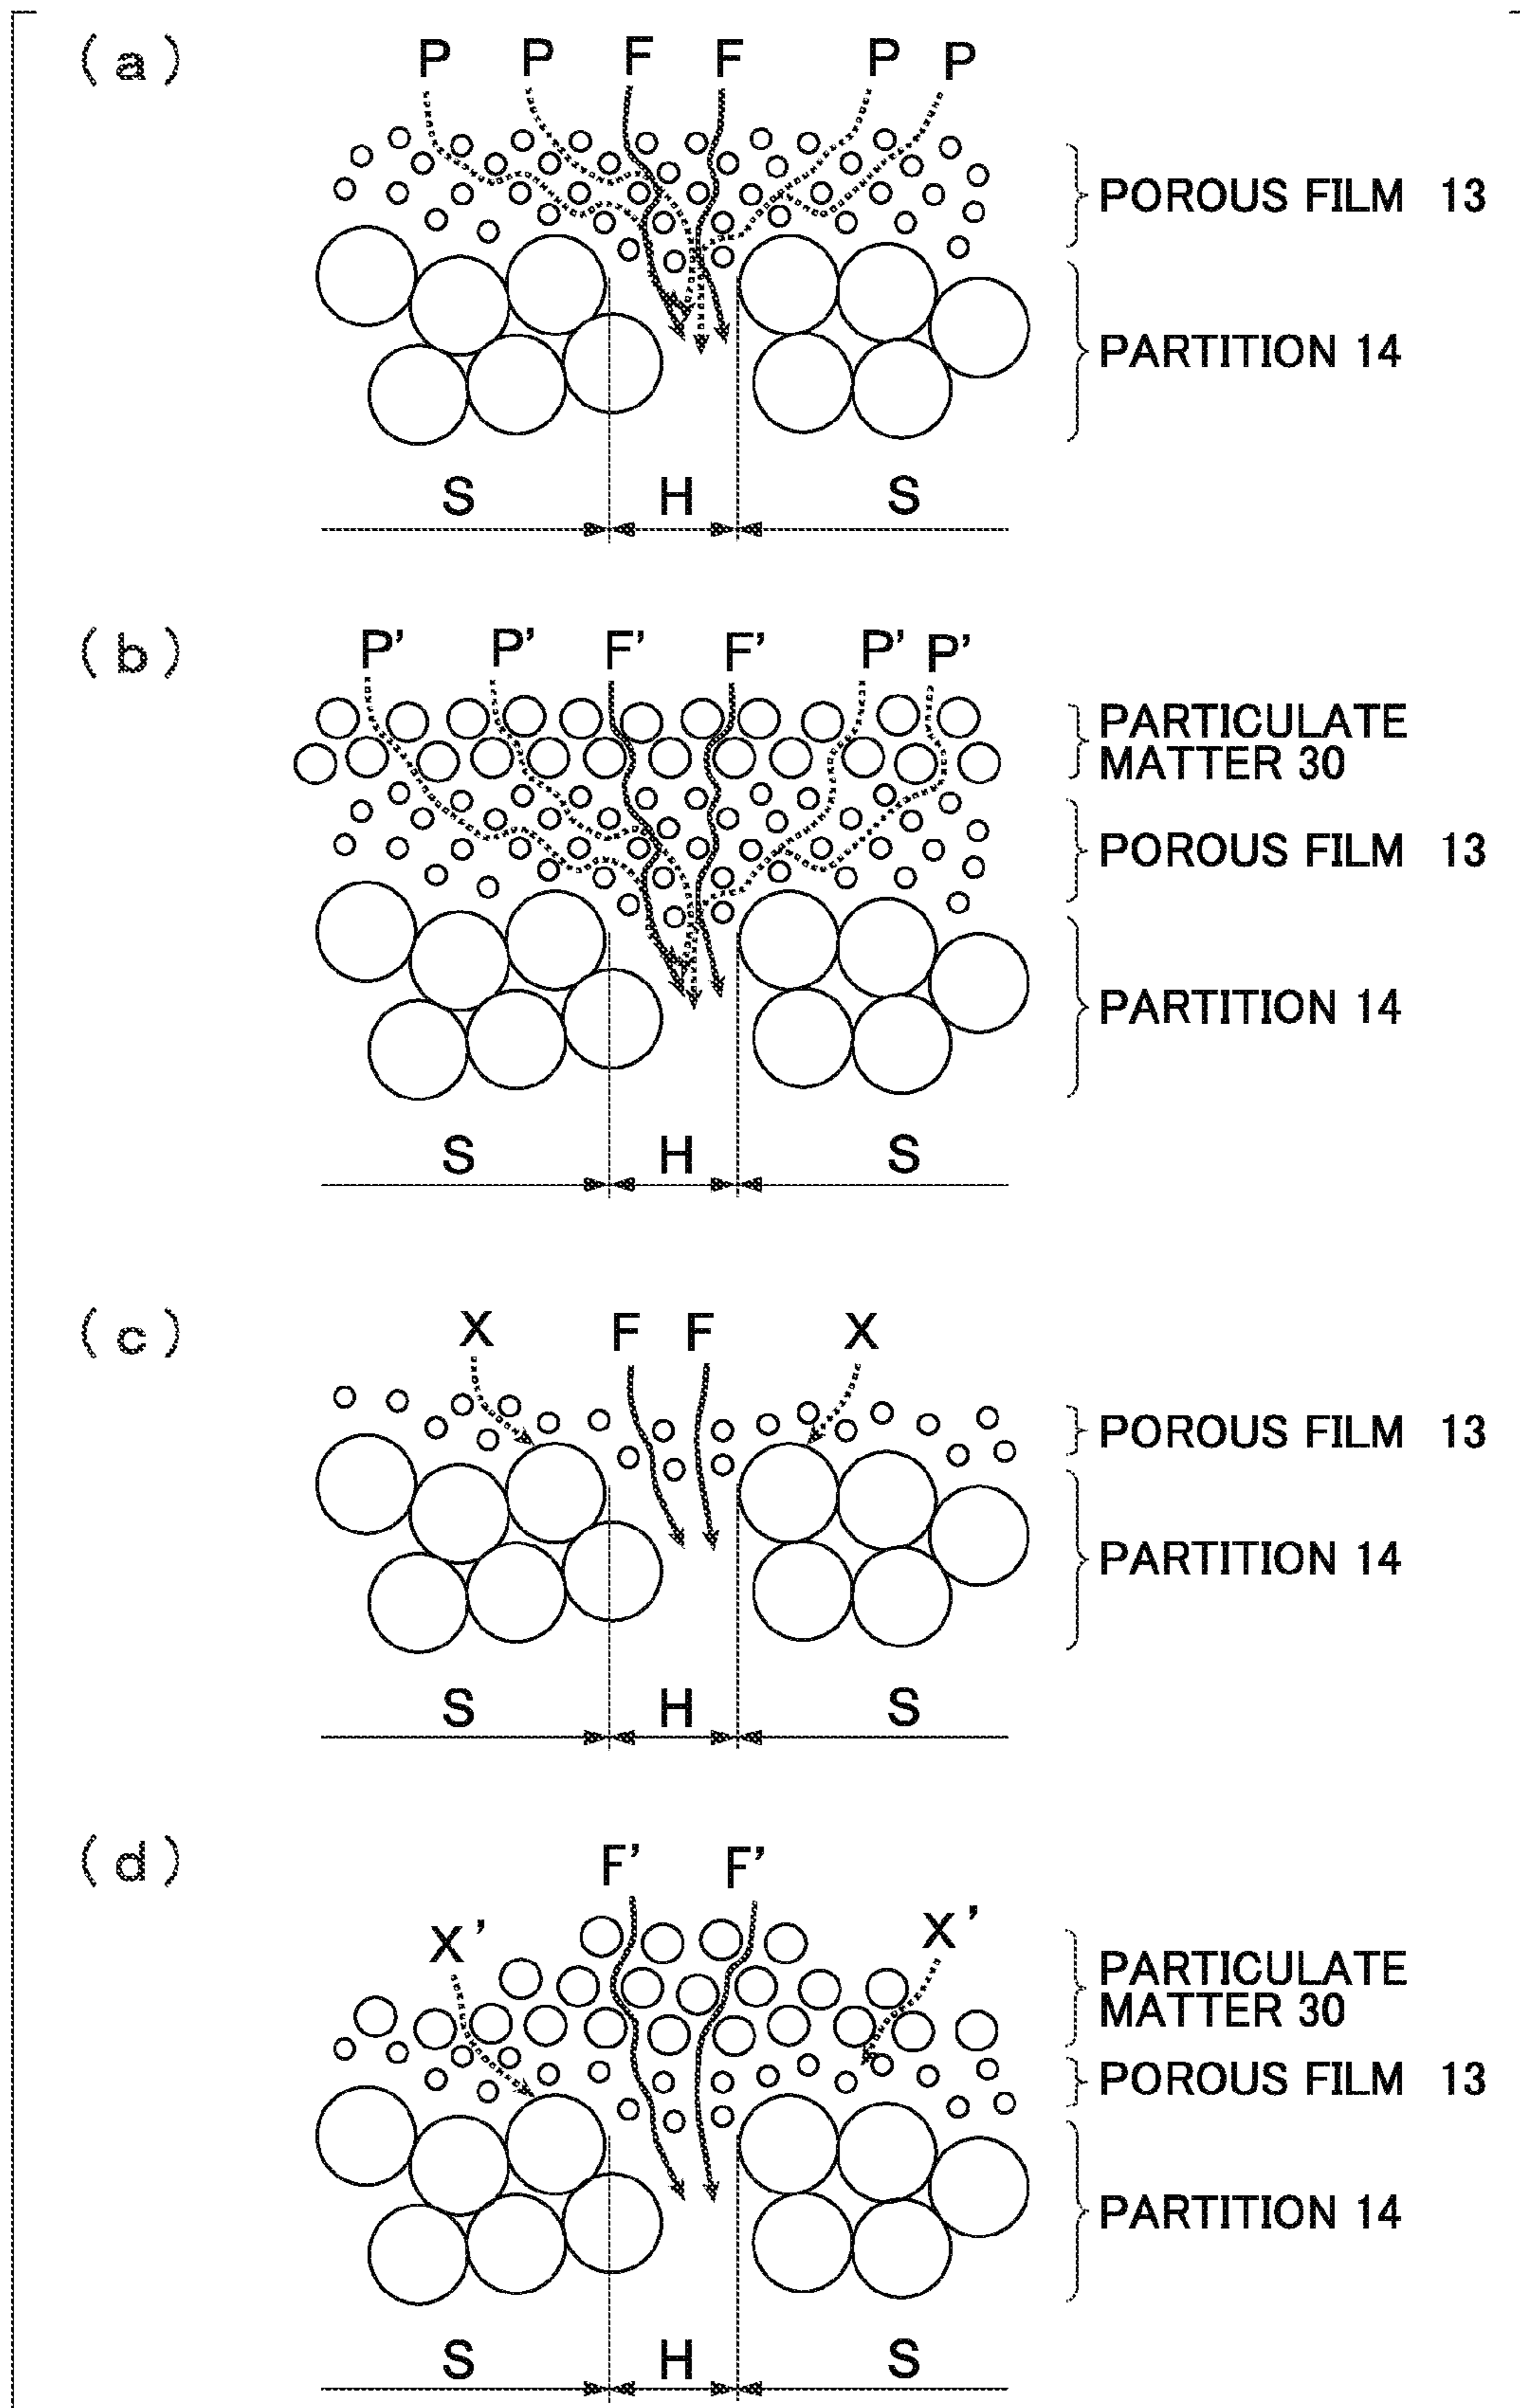 (a)
P P F F P P
POROUS FILM 13
PARTITION 14
S H S
(b)
P' P' F' F' P' P'
PARTICULATE
MATTER 30
POROUS FILM 13
PARTITION 14
S H S
(c)
X F F X
POROUS FILM 13
PARTITION 14
S H S
(d)
F' F'
X' X'
PARTICULATE
MATTER 30
POROUS FILM 13
PARTITION 14
S H S